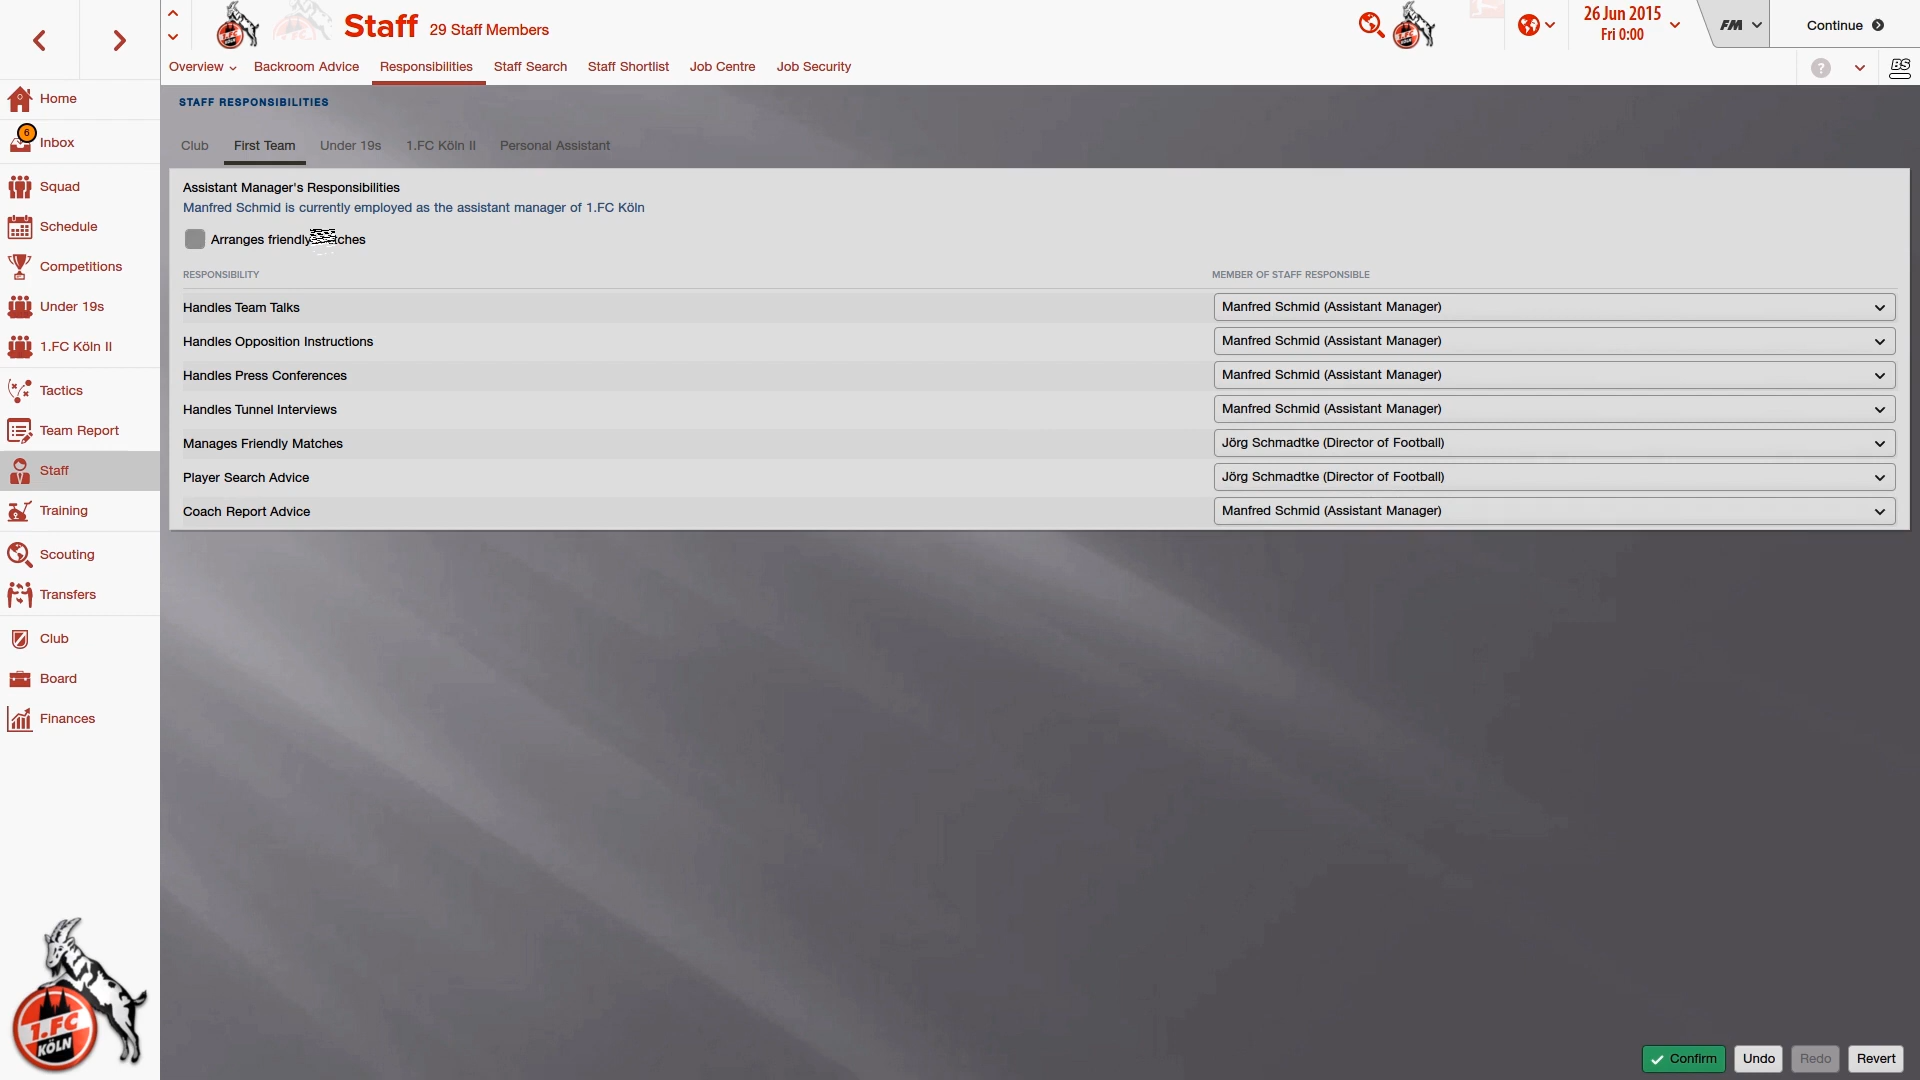 Staff 29 Staff Members
26 Jun 2015
Fri 0:00
FM
Continue
Overview Backroom Advice Responsibilities Staff Search Staff Shortlist Job Centre Job Security
?
BS
Home
6
Inbox
Squad
Schedule
Competitions
Under 19s
1.FC Köln II
Tactics
Team Report
Staff
Training
Scouting
Transfers
Club
Board
Finances
1.FC
KÖLN
STAFF RESPONSIBILITIES
Club First Team Under 19s 1.FC Köln II Personal Assistant
Assistant Manager's Responsibilities
Manfred Schmid is currently employed as the assistant manager of 1.FC Köln
Arranges friendly matches
RESPONSIBILITY MEMBER OF STAFF RESPONSIBLE
Handles Team Talks Manfred Schmid (Assistant Manager)
Handles Opposition Instructions Manfred Schmid (Assistant Manager)
Handles Press Conferences Manfred Schmid (Assistant Manager)
Handles Tunnel Interviews Manfred Schmid (Assistant Manager)
Manages Friendly Matches Jörg Schmadtke (Director of Football)
Player Search Advice Jörg Schmadtke (Director of Football)
Coach Report Advice Manfred Schmid (Assistant Manager)
Confirm Undo Redo Revert